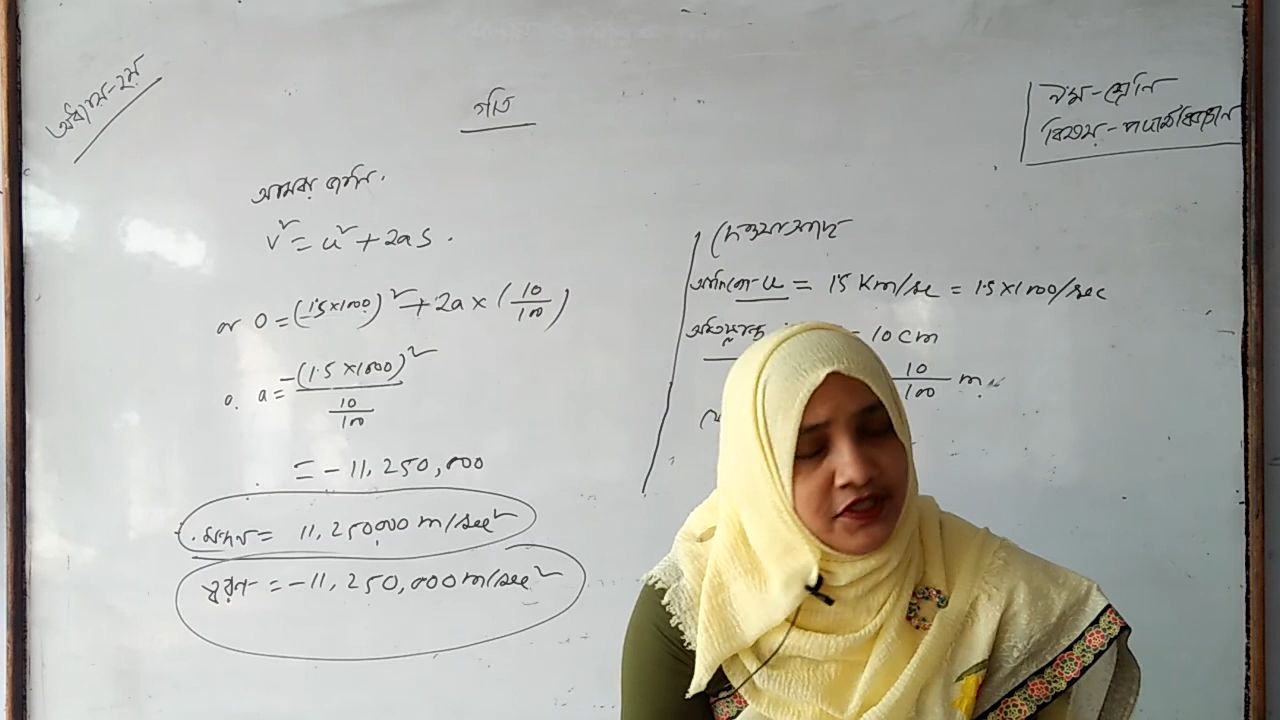 অধ্যায়-২য়
গতি
৯ম-শ্রেনি
বিষয়-পদার্থবিজ্ঞান
আমরা জানি.
v² = u² + 2as.
or 0 = (1.5×1000)² + 2a × (10/100)
a = -(1.5×1000)² / 10/100
= -11,250,000
মন্দন = 11,250,000 m/sec²
ত্বরণ = -11,250,000 m/sec²
দেওয়া আছে
আদিবেগ-u = 1.5 Km/sec = 1.5×1000/sec
অতিক্রান্ত = 10 cm
10/100 m